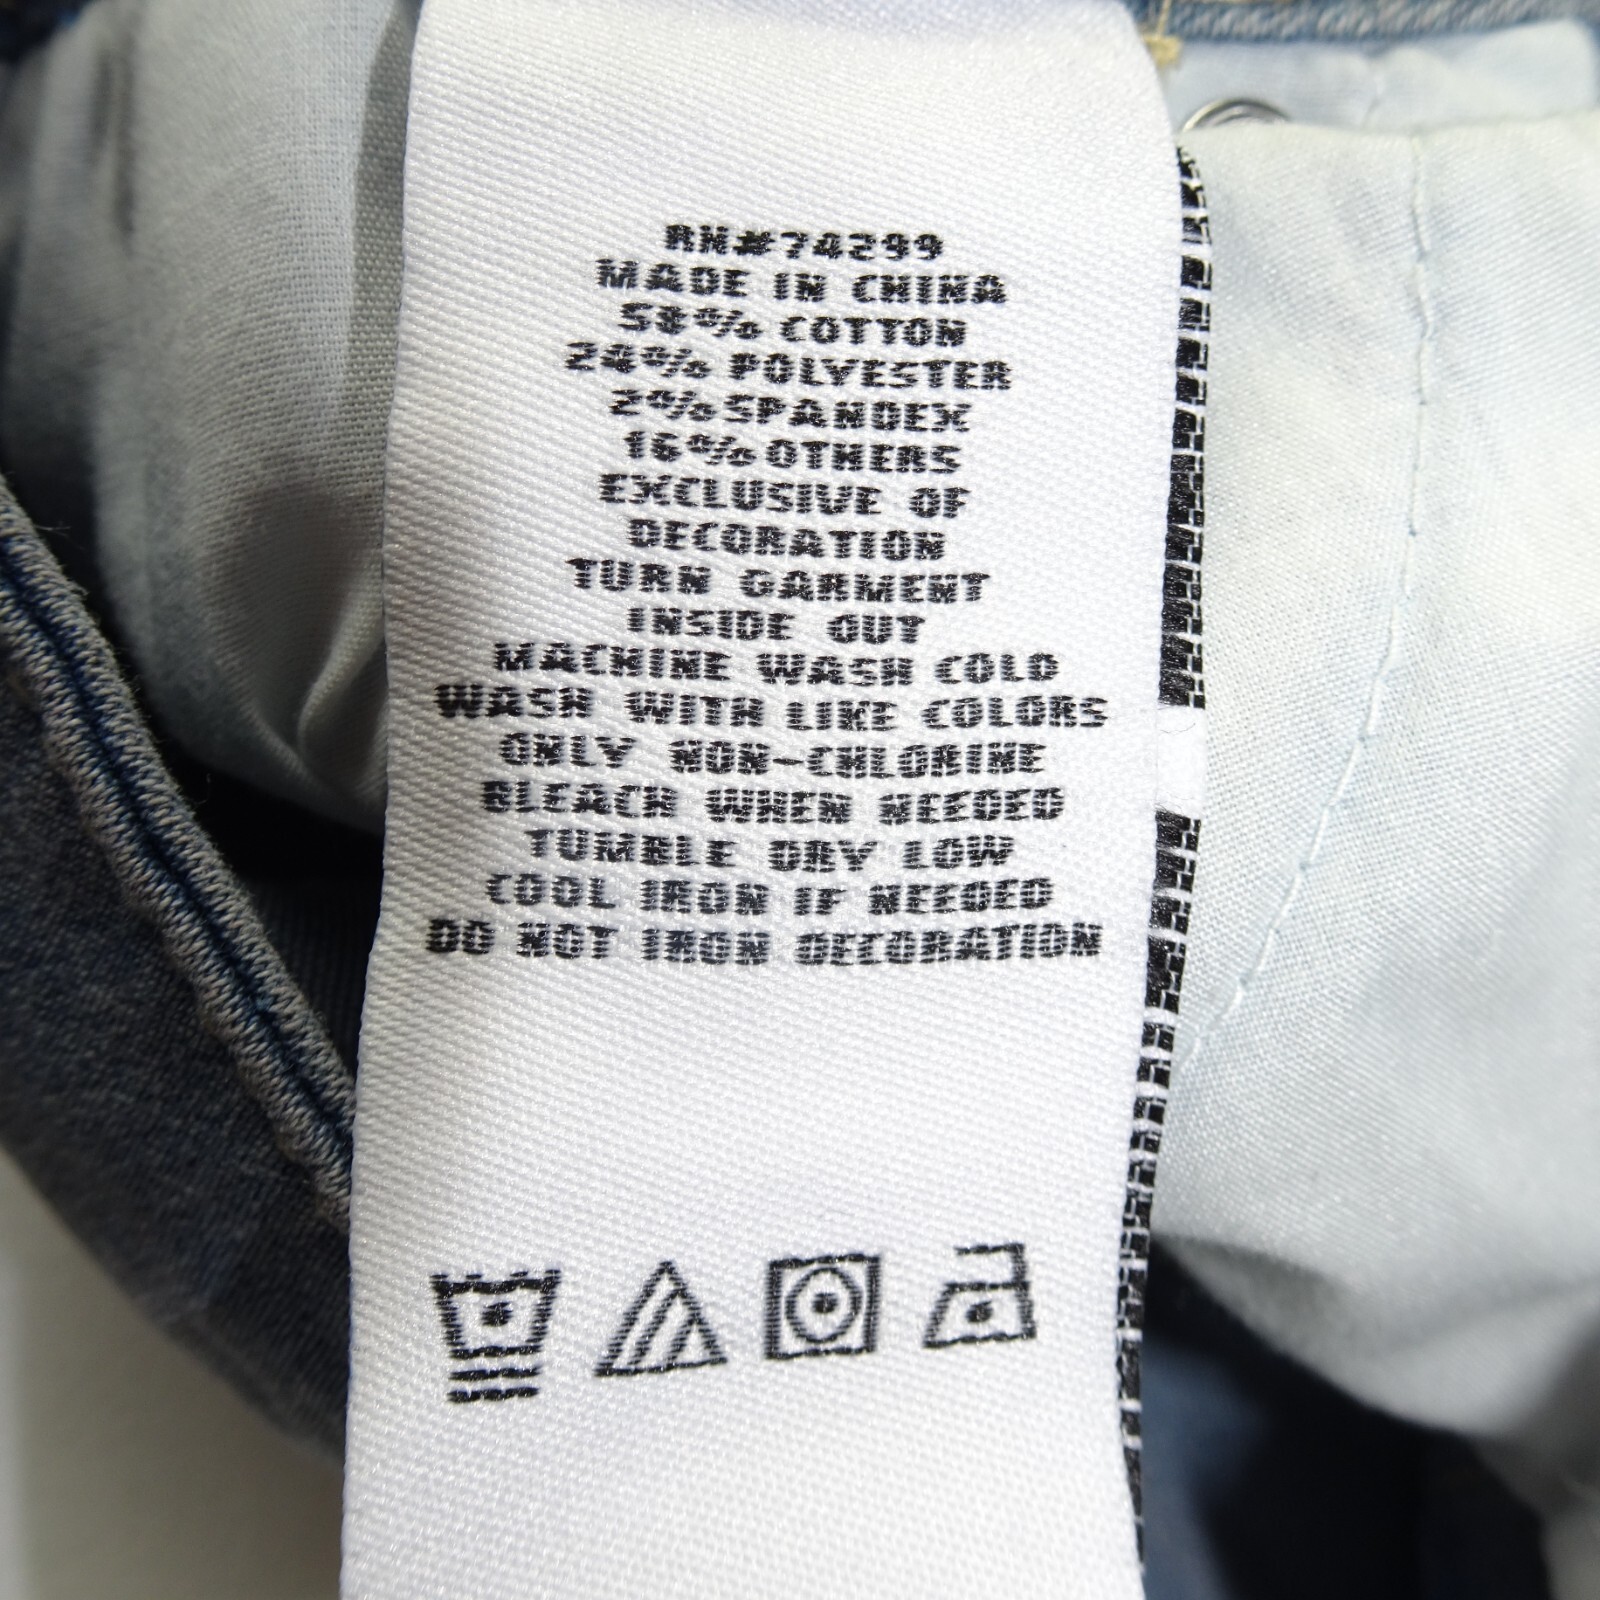 RN#74299
MADE IN CHINA
58% COTTON
24% POLYESTER
2% SPANDEX
16% OTHERS
EXCLUSIVE OF
DECORATION
TURN GARMENT
INSIDE OUT
MACHINE WASH COLD
WASH WITH LIKE COLORS
ONLY NON-CHLORINE
BLEACH WHEN NEEDED
TUMBLE DRY LOW
COOL IRON IF NEEDED
DO NOT IRON DECORATION